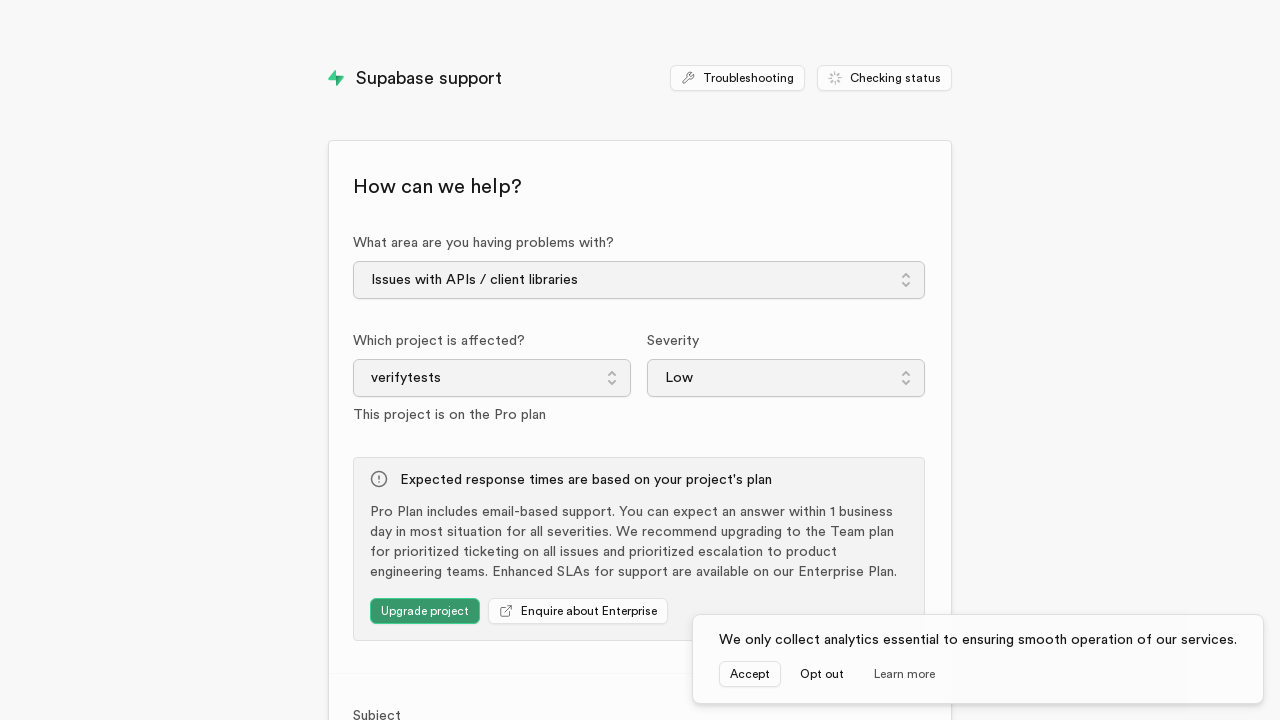 Supabase support
Troubleshooting
Checking status
How can we help?
What area are you having problems with?
Issues with APIs / client libraries
Which project is affected?
Severity
verifytests
Low
This project is on the Pro plan
Expected response times are based on your project's plan
Pro Plan includes email-based support. You can expect an answer within 1 business
day in most situation for all severities. We recommend upgrading to the Team plan
for prioritized ticketing on all issues and prioritized escalation to product
engineering teams. Enhanced SLAs for support are available on our Enterprise Plan.
Upgrade project
Enquire about Enterprise
We only collect analytics essential to ensuring smooth operation of our services.
Accept
Opt out
Learn more
Subject